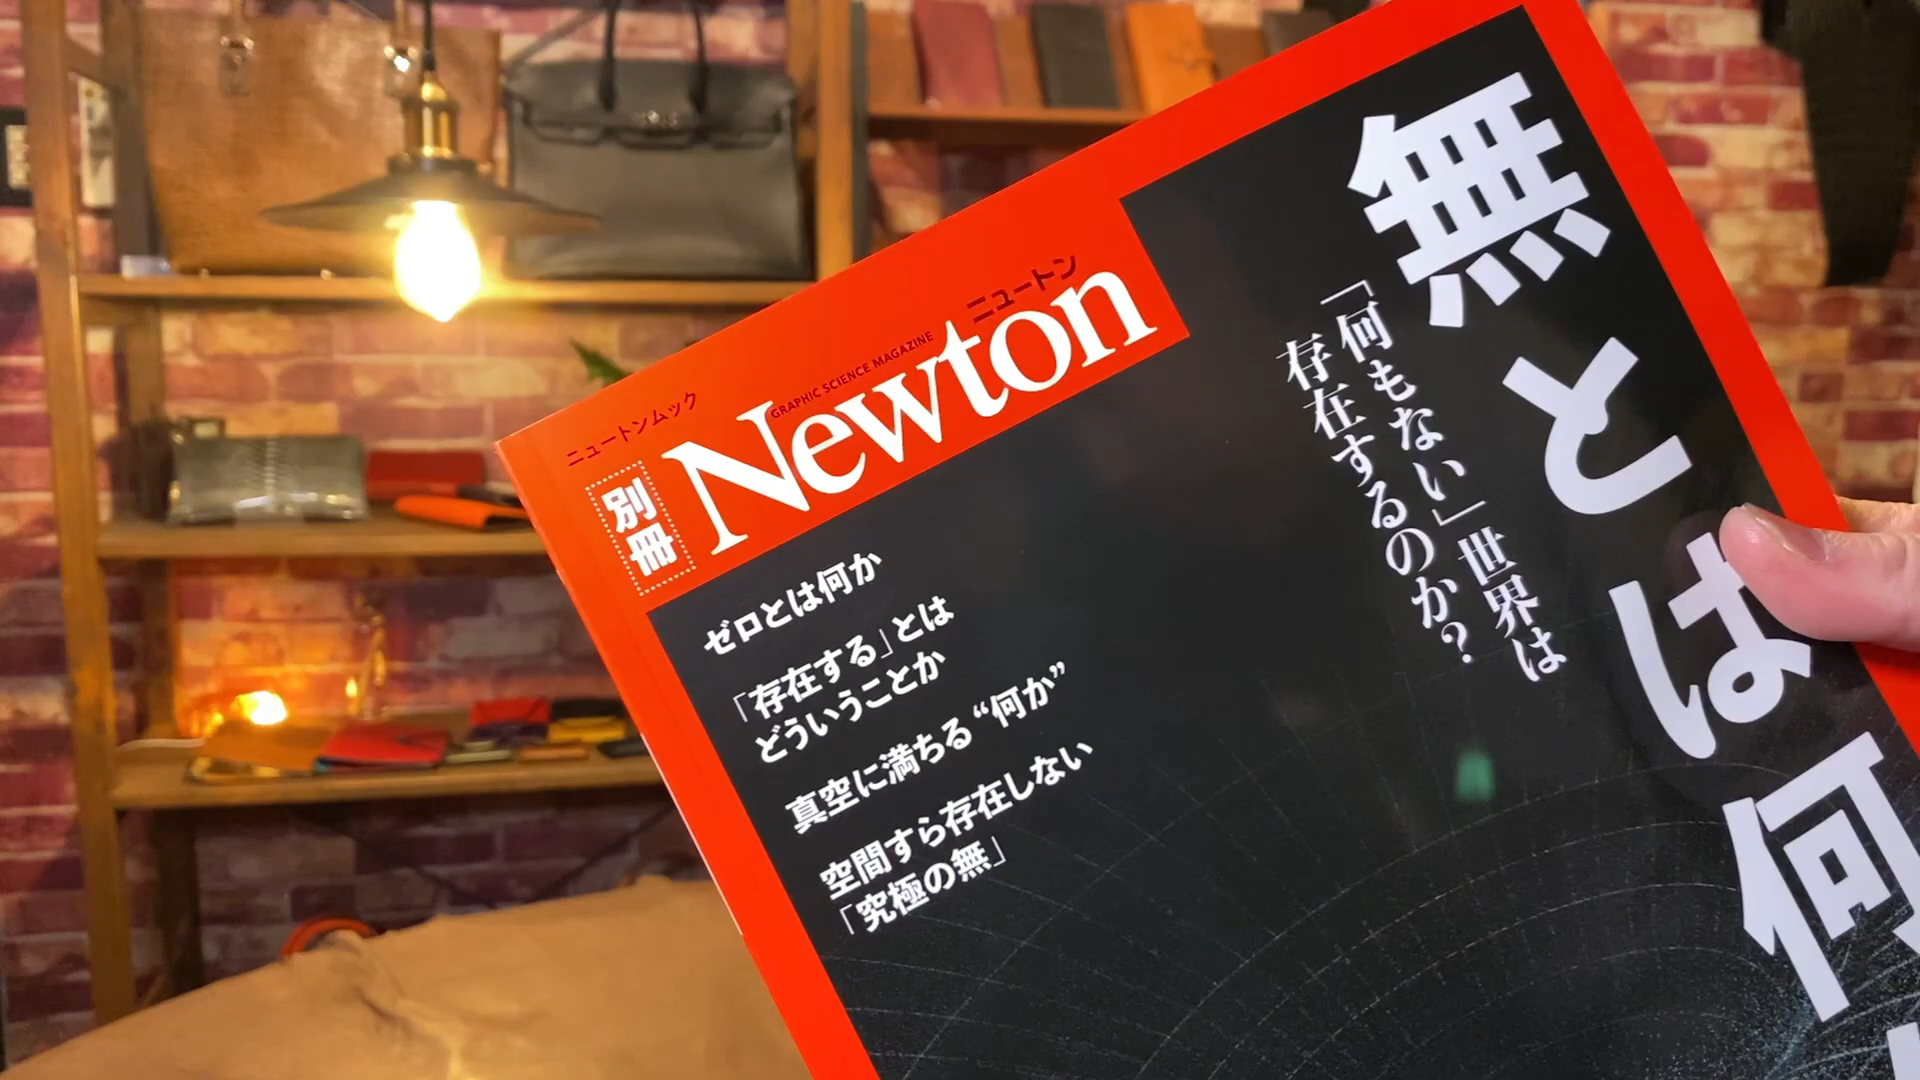 ニュートンムック
GRAPHIC SCIENCE MAGAZINE
ニュートン
別冊
Newton
無とは何
「何もない」世界は
存在するのか?
ゼロとは何か
「存在する」とは
どういうことか
真空に満ちる“何か”
空間すら存在しない
「究極の無」